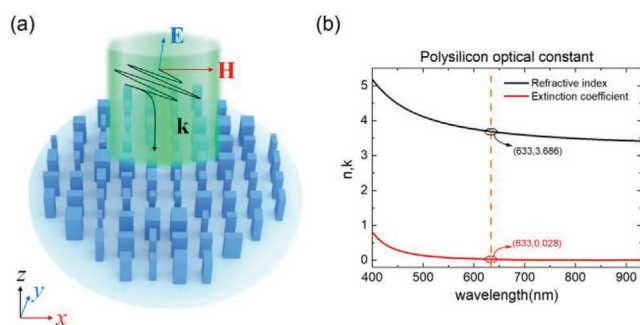 (a)
E
H
k
z
y
x
(b)
Polysilicon optical constant
Refractive index
Extinction coefficient
n,k
5
4
3
2
1
0
(633,3.686)
(633,0.028)
400 500 600 700 800 900
wavelength(nm)